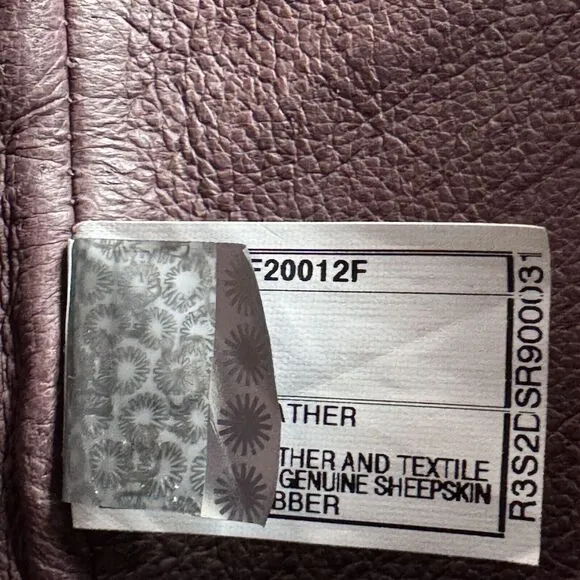 F20012F
ATHER
THER AND TEXTILE
GENUINE SHEEPSKIN
BBER
R3S2DSR900031